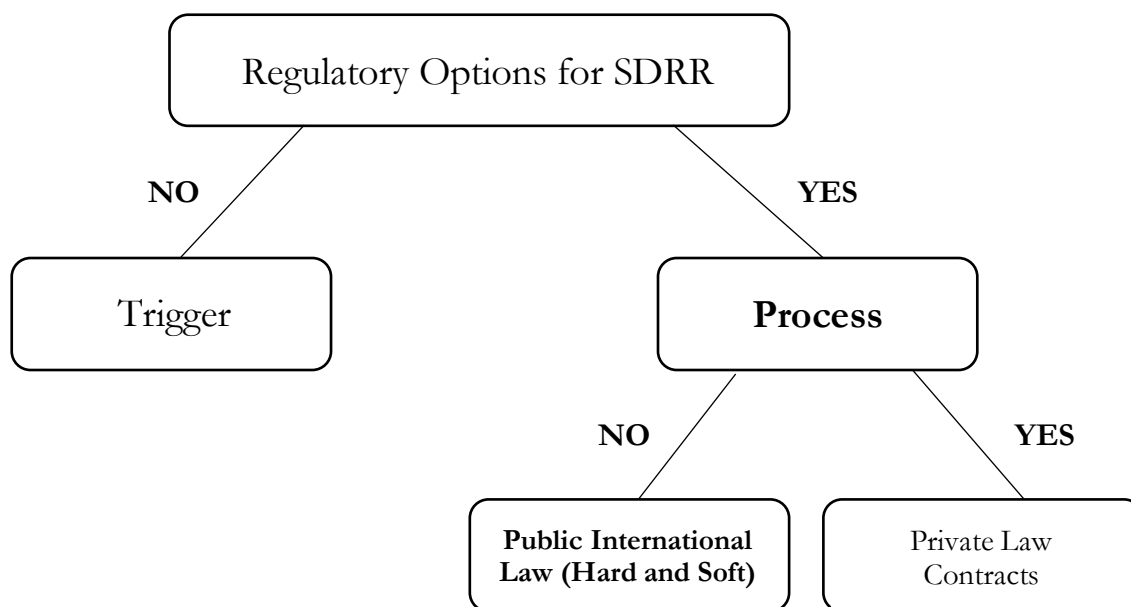 Regulatory Options for SDRR
NO
YES
Trigger
Process
NO
YES
Public International
Law (Hard and Soft)
Private Law
Contracts